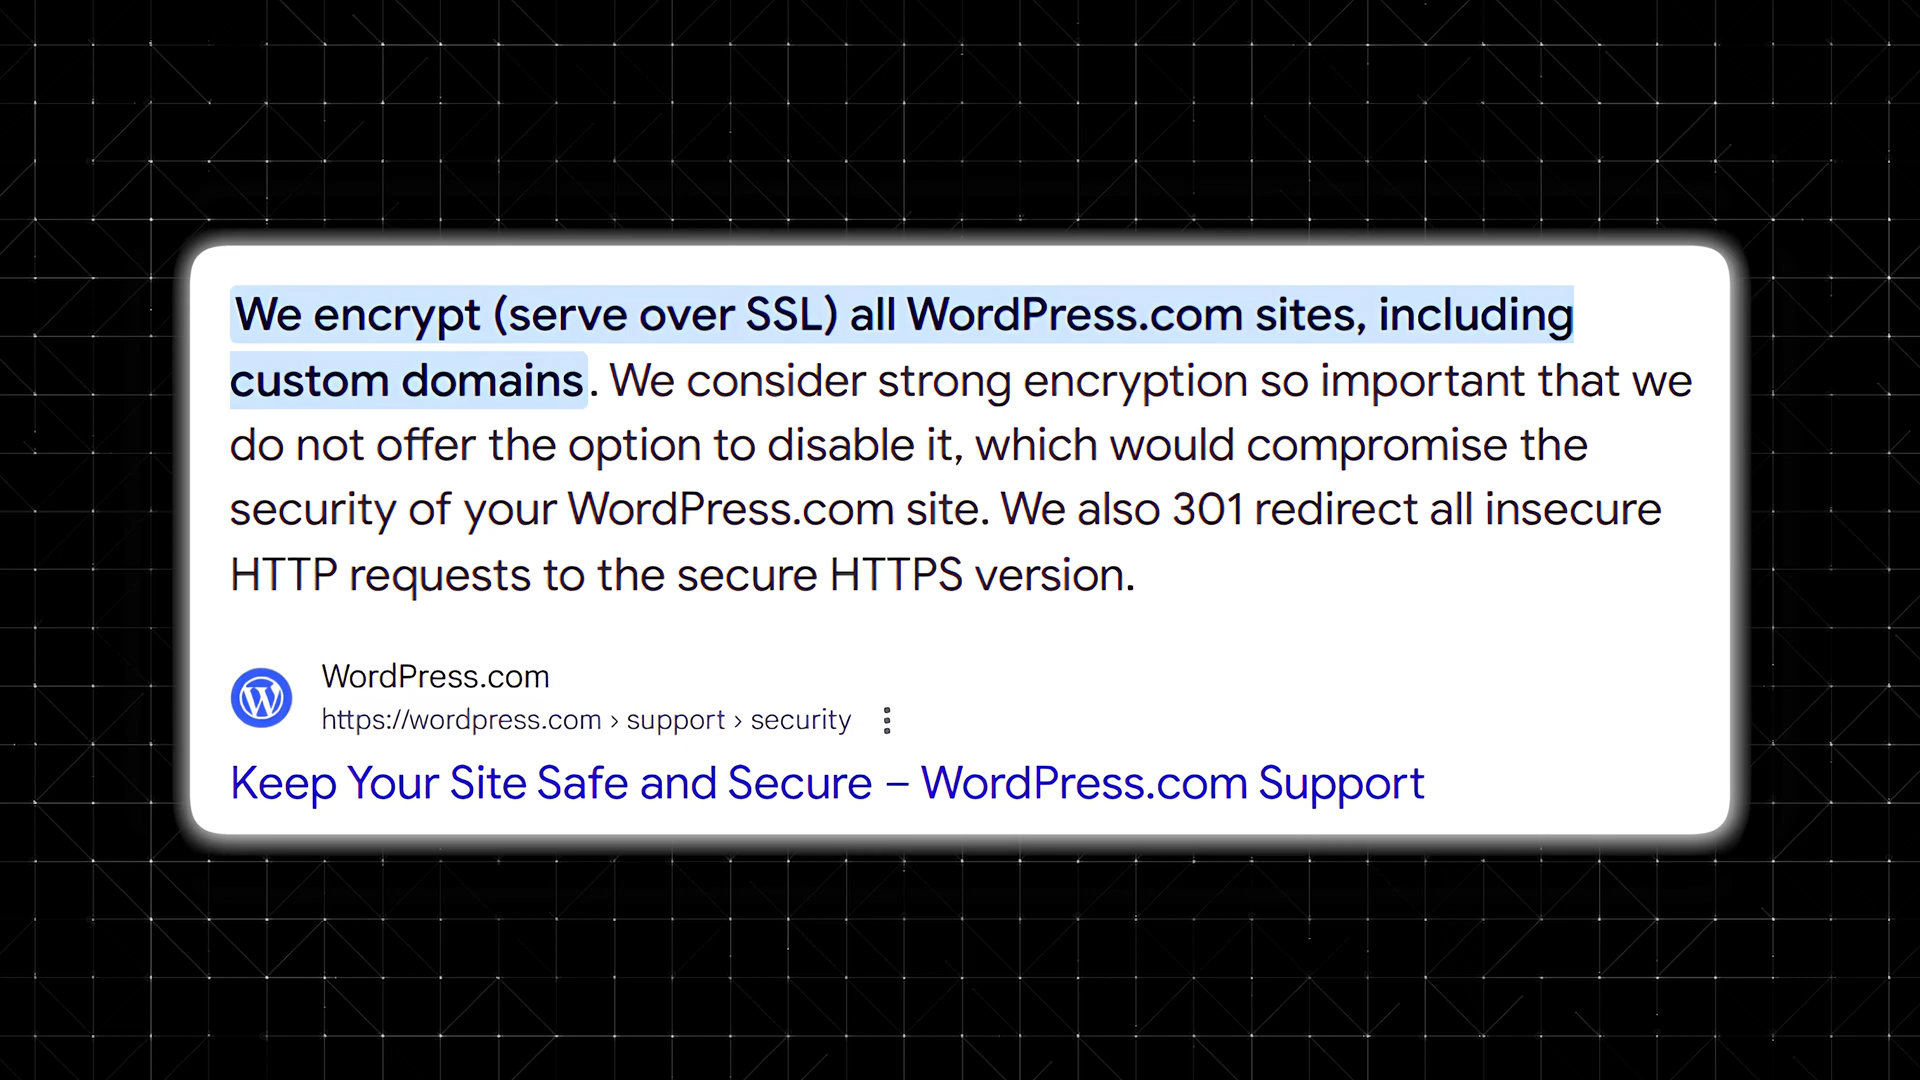 We encrypt (serve over SSL) all WordPress.com sites, including
custom domains. We consider strong encryption so important that we
do not offer the option to disable it, which would compromise the
security of your WordPress.com site. We also 301 redirect all insecure
HTTP requests to the secure HTTPS version.
WordPress.com
https://wordpress.com › support › security
Keep Your Site Safe and Secure – WordPress.com Support